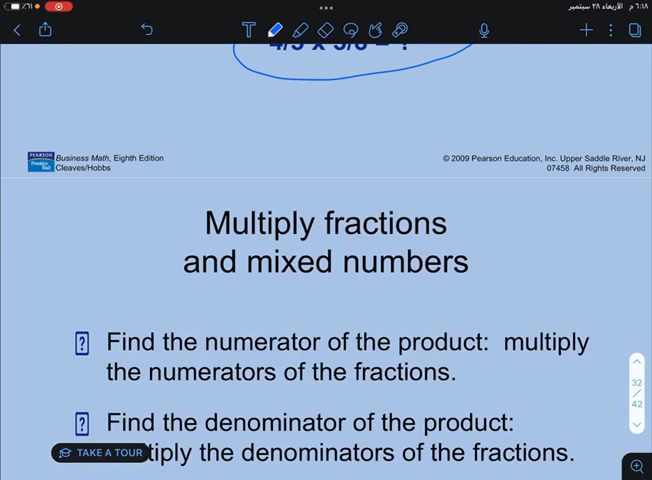 ٦:١٨ م الأربعاء ٢٨ سبتمبر
٪٦١
PEARSON
Prentice Hall
Business Math, Eighth Edition
Cleaves/Hobbs
© 2009 Pearson Education, Inc. Upper Saddle River, NJ
07458 All Rights Reserved
Multiply fractions
and mixed numbers
Find the numerator of the product: multiply
the numerators of the fractions.
Find the denominator of the product:
the denominators of the fractions.
TAKE A TOUR
32
/
42